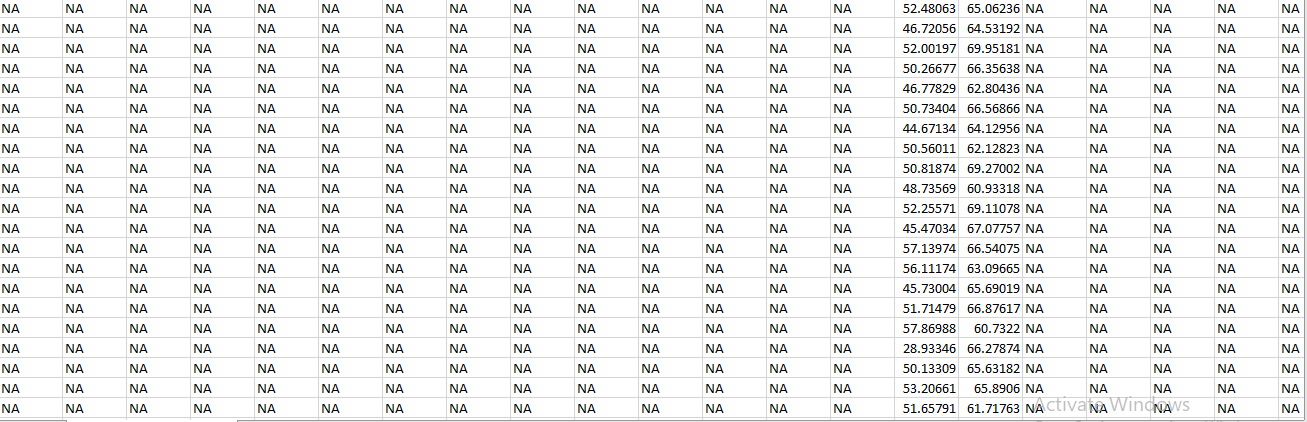 NA NA NA NA NA NA NA NA NA NA NA NA NA NA 52.48063 65.06236 NA NA NA NA NA
NA NA NA NA NA NA NA NA NA NA NA NA NA NA 46.72056 64.53192 NA NA NA NA NA
NA NA NA NA NA NA NA NA NA NA NA NA NA NA 52.00197 69.95181 NA NA NA NA NA
NA NA NA NA NA NA NA NA NA NA NA NA NA NA 50.26677 66.35638 NA NA NA NA NA
NA NA NA NA NA NA NA NA NA NA NA NA NA NA 46.77829 62.80436 NA NA NA NA NA
NA NA NA NA NA NA NA NA NA NA NA NA NA NA 50.73404 66.56866 NA NA NA NA NA
NA NA NA NA NA NA NA NA NA NA NA NA NA NA 44.67134 64.12956 NA NA NA NA NA
NA NA NA NA NA NA NA NA NA NA NA NA NA NA 50.56011 62.12823 NA NA NA NA NA
NA NA NA NA NA NA NA NA NA NA NA NA NA NA 50.81874 69.27002 NA NA NA NA NA
NA NA NA NA NA NA NA NA NA NA NA NA NA NA 48.73569 60.93318 NA NA NA NA NA
NA NA NA NA NA NA NA NA NA NA NA NA NA NA 52.25571 69.11078 NA NA NA NA NA
NA NA NA NA NA NA NA NA NA NA NA NA NA NA 45.47034 67.07757 NA NA NA NA NA
NA NA NA NA NA NA NA NA NA NA NA NA NA NA 57.13974 66.54075 NA NA NA NA NA
NA NA NA NA NA NA NA NA NA NA NA NA NA NA 56.11174 63.09665 NA NA NA NA NA
NA NA NA NA NA NA NA NA NA NA NA NA NA NA 45.73004 65.69019 NA NA NA NA NA
NA NA NA NA NA NA NA NA NA NA NA NA NA NA 51.71479 66.87617 NA NA NA NA NA
NA NA NA NA NA NA NA NA NA NA NA NA NA NA 57.86988 60.7322 NA NA NA NA NA
NA NA NA NA NA NA NA NA NA NA NA NA NA NA 28.93346 66.27874 NA NA NA NA NA
NA NA NA NA NA NA NA NA NA NA NA NA NA NA 50.13309 65.63182 NA NA NA NA NA
NA NA NA NA NA NA NA NA NA NA NA NA NA NA 53.20661 65.8906 NA NA NA NA NA
NA NA NA NA NA NA NA NA NA NA NA NA NA NA 51.65791 61.71763 NA NA NA NA NA
Activate Windows